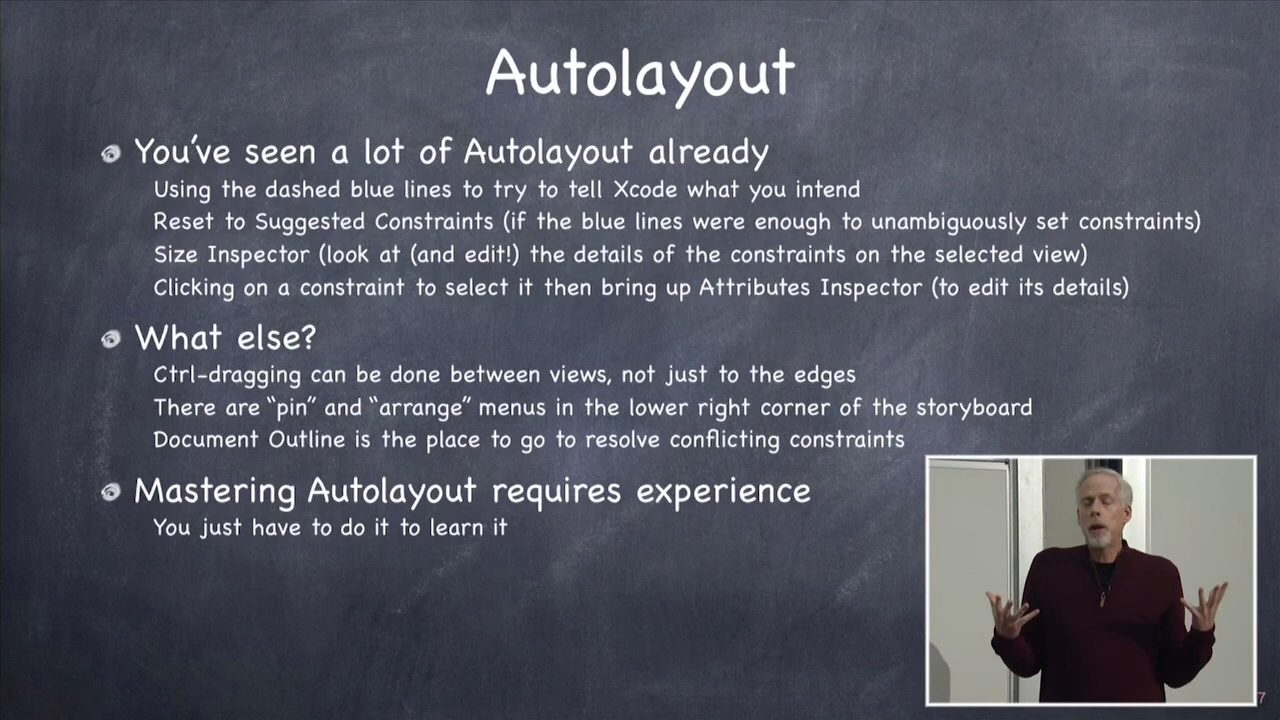 Autolayout
You've seen a lot of Autolayout already
Using the dashed blue lines to try to tell Xcode what you intend
Reset to Suggested Constraints (if the blue lines were enough to unambiguously set constraints)
Size Inspector (look at (and edit!) the details of the constraints on the selected view)
Clicking on a constraint to select it then bring up Attributes Inspector (to edit its details)
What else?
Ctrl-dragging can be done between views, not just to the edges
There are “pin” and “arrange” menus in the lower right corner of the storyboard
Document Outline is the place to go to resolve conflicting constraints
Mastering Autolayout requires experience
You just have to do it to learn it
7